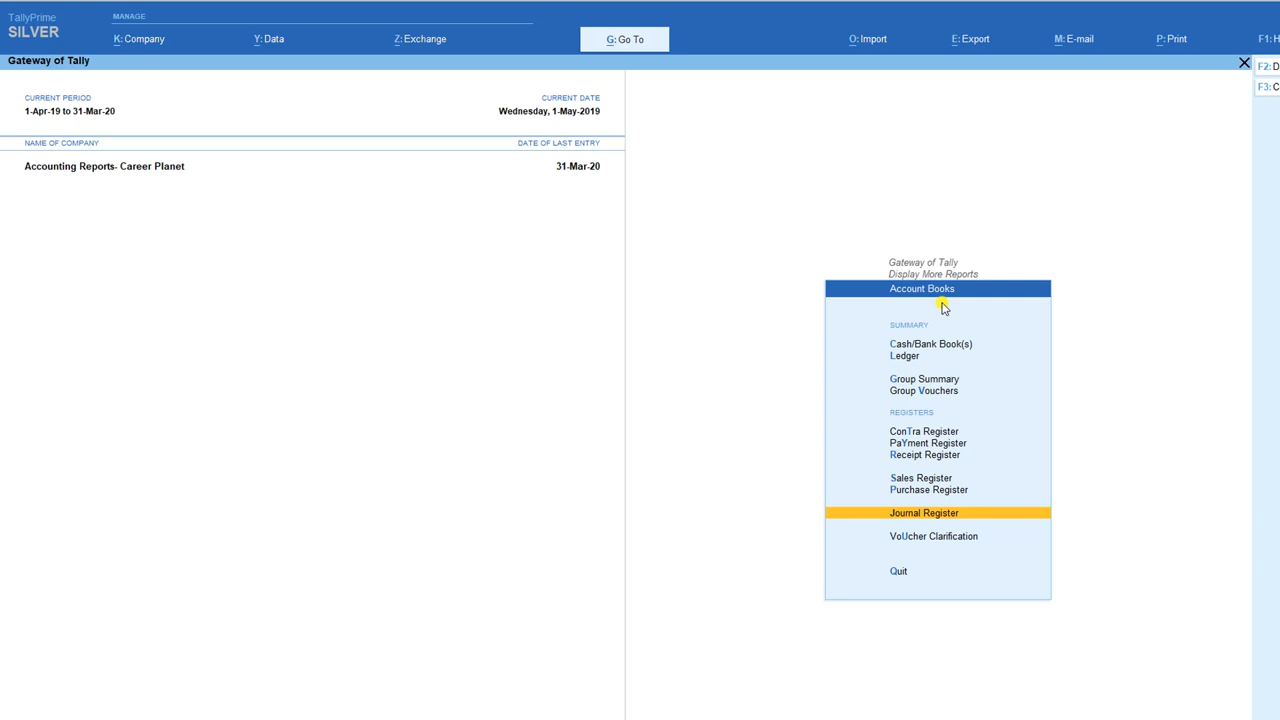 TallyPrime
SILVER
MANAGE
K: Company
Y: Data
Z: Exchange
G: Go To
O: Import
E: Export
M: E-mail
P: Print
F1: H
Gateway of Tally
F2: D
F3: C
CURRENT PERIOD
CURRENT DATE
1-Apr-19 to 31-Mar-20
Wednesday, 1-May-2019
NAME OF COMPANY
DATE OF LAST ENTRY
Accounting Reports- Career Planet
31-Mar-20
Gateway of Tally
Display More Reports
Account Books
SUMMARY
Cash/Bank Book(s)
Ledger
Group Summary
Group Vouchers
REGISTERS
ConTra Register
PaYment Register
Receipt Register
Sales Register
Purchase Register
Journal Register
VoUcher Clarification
Quit